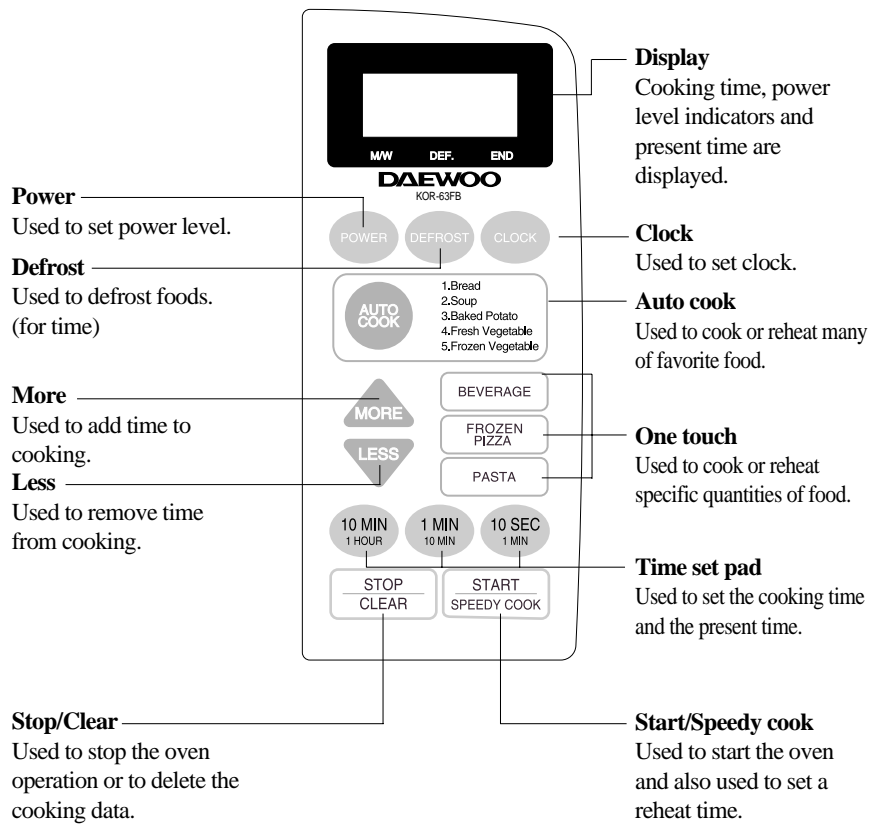 Display
Cooking time, power
level indicators and
present time are
displayed.
M/W DEF. END
DAEWOO
KOR-63FB
Power
Used to set power level.
POWER DEFROST CLOCK
Clock
Used to set clock.
Defrost
Used to defrost foods.
(for time)
AUTO
COOK
1.Bread
2.Soup
3.Baked Potato
4.Fresh Vegetable
5.Frozen Vegetable
Auto cook
Used to cook or reheat many
of favorite food.
More
Used to add time to
cooking.
MORE
Less
Used to remove time
from cooking.
LESS
BEVERAGE
FROZEN
PIZZA
PASTA
One touch
Used to cook or reheat
specific quantities of food.
10 MIN 1 MIN 10 SEC
1 HOUR 10 MIN 1 MIN
Time set pad
Used to set the cooking time
and the present time.
STOP
CLEAR
START
SPEEDY COOK
Stop/Clear
Used to stop the oven
operation or to delete the
cooking data.
Start/Speedy cook
Used to start the oven
and also used to set a
reheat time.